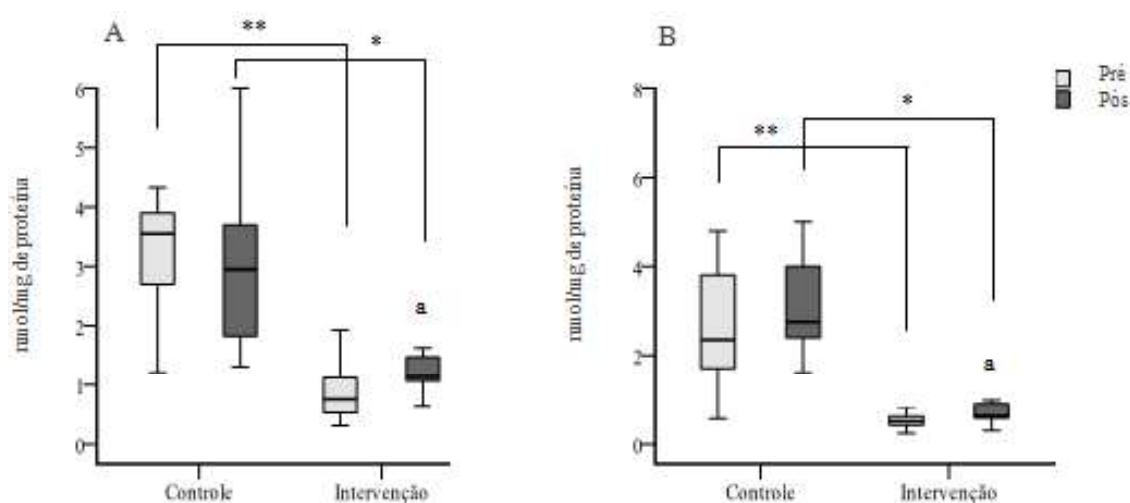 A
**
*
6
5
4
3
2
1
0
nmol/mg de proteína
a
Controle
Intervenção
B
Pré
Pós
**
*
8
6
4
2
0
nmol/mg de proteína
a
Controle
Intervenção